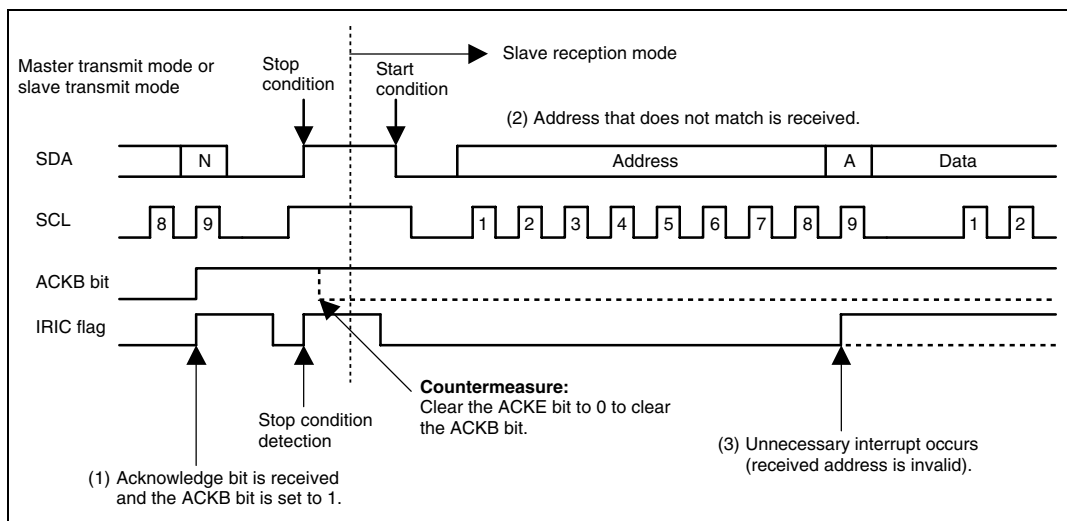 Slave reception mode
Master transmit mode or
slave transmit mode
Stop
condition
Start
condition
(2) Address that does not match is received.
SDA
N
Address
A
Data
SCL
8 9 1 2 3 4 5 6 7 8 9 1 2
ACKB bit
IRIC flag
Countermeasure:
Clear the ACKE bit to 0 to clear
the ACKB bit.
Stop condition
detection
(3) Unnecessary interrupt occurs
(received address is invalid).
(1) Acknowledge bit is received
and the ACKB bit is set to 1.